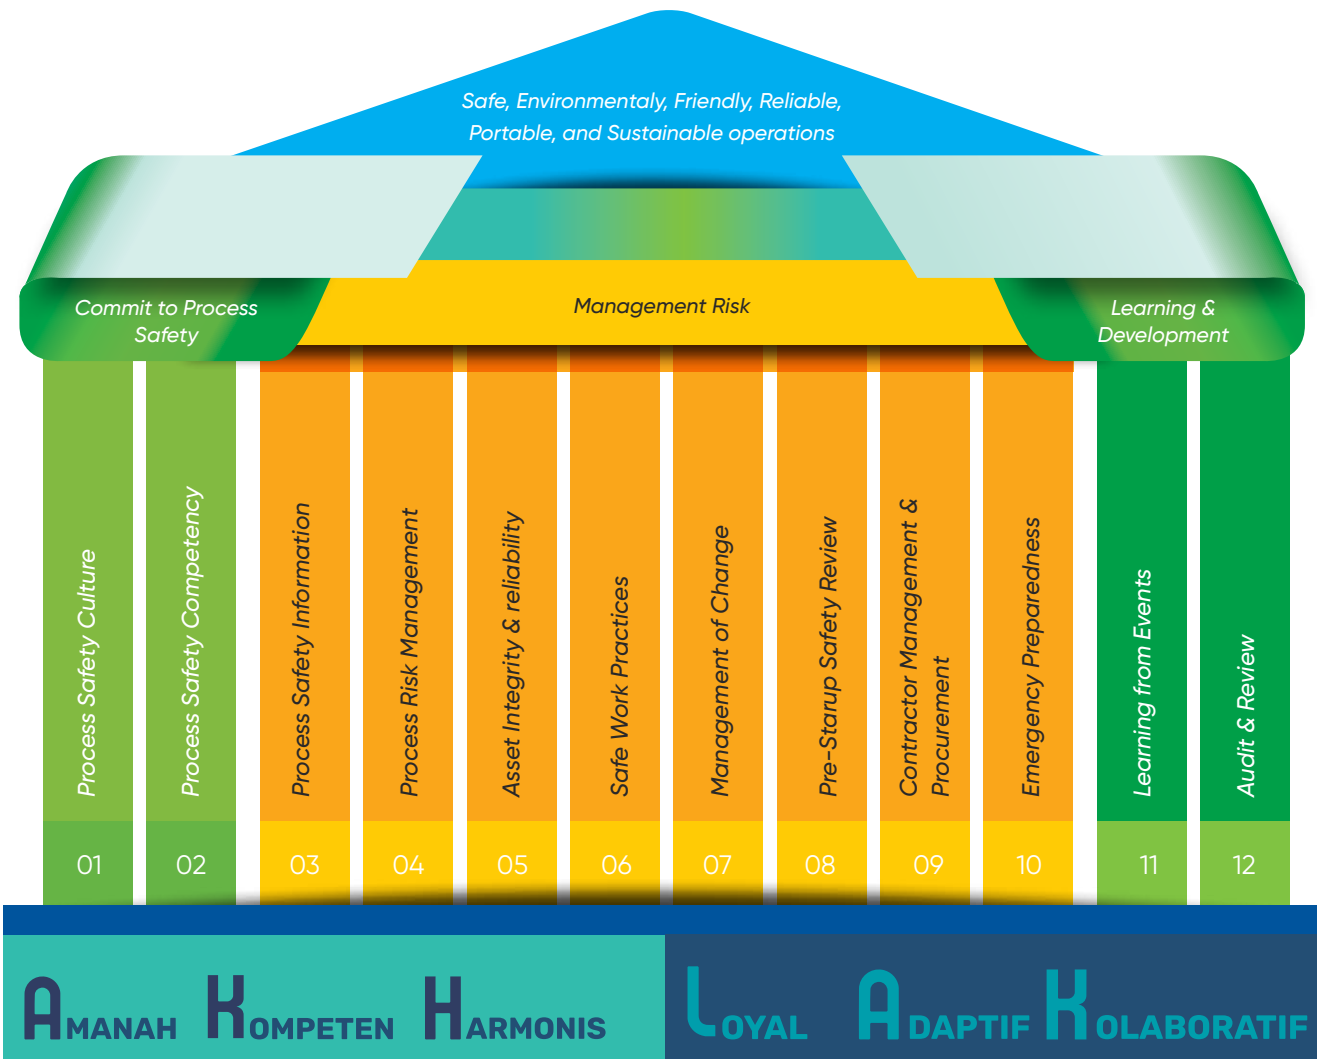 Safe, Environmentaly, Friendly, Reliable,
Portable, and Sustainable operations
Commit to Process
Safety
Management Risk
Learning &
Development
Process Safety Culture
Process Safety Competency
Process Safety Information
Process Risk Management
Asset Integrity & reliability
Safe Work Practices
Management of Change
Pre-Starup Safety Review
Contractor Management &
Procurement
Emergency Preparedness
Learning from Events
Audit & Review
01
02
03
04
05
06
07
08
09
10
11
12
AMANAH KOMPETEN HARMONIS
LOYAL ADAPTIF KOLABORATIF